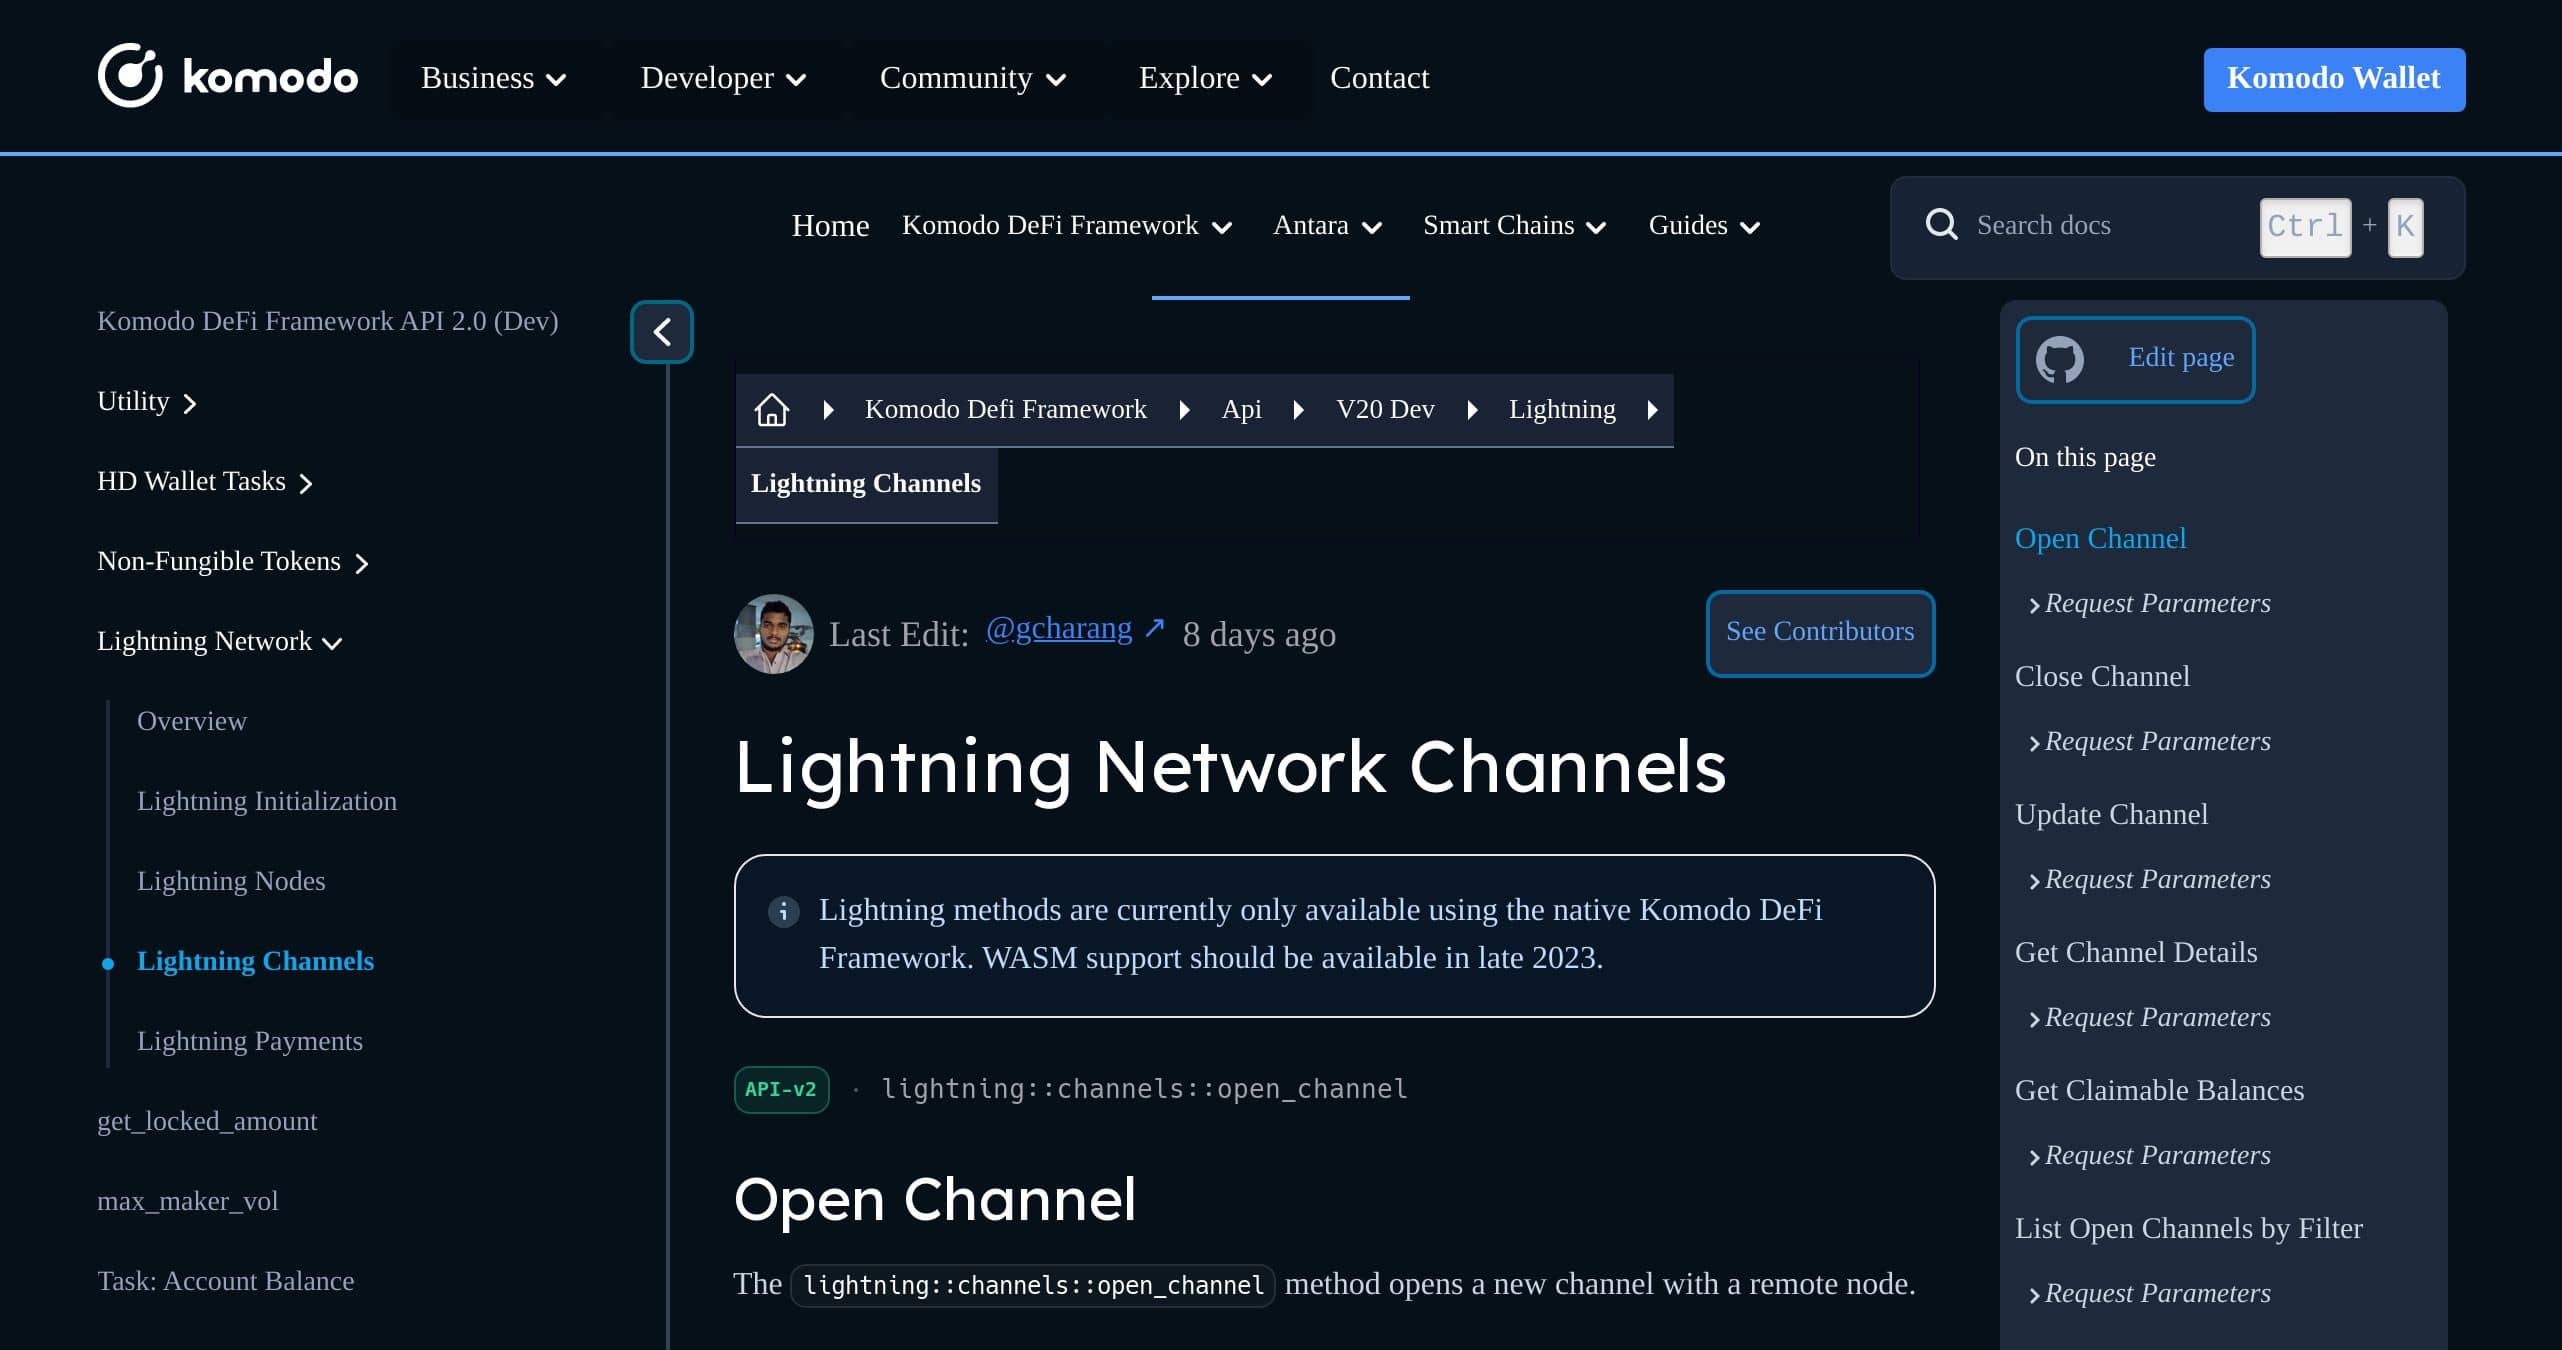 komodo
Business
Developer
Community
Explore
Contact
Komodo Wallet
Home
Komodo DeFi Framework
Antara
Smart Chains
Guides
Search docs
Ctrl + K
Komodo DeFi Framework API 2.0 (Dev)
Utility
HD Wallet Tasks
Non-Fungible Tokens
Lightning Network
Overview
Lightning Initialization
Lightning Nodes
Lightning Channels
Lightning Payments
get_locked_amount
max_maker_vol
Task: Account Balance
Komodo Defi Framework
Api
V20 Dev
Lightning
Lightning Channels
Last Edit: @gcharang ↗ 8 days ago
See Contributors
Lightning Network Channels
Lightning methods are currently only available using the native Komodo DeFi
Framework. WASM support should be available in late 2023.
API-v2 · lightning::channels::open_channel
Open Channel
The lightning::channels::open_channel method opens a new channel with a remote node.
Edit page
On this page
Open Channel
Request Parameters
Close Channel
Request Parameters
Update Channel
Request Parameters
Get Channel Details
Request Parameters
Get Claimable Balances
Request Parameters
List Open Channels by Filter
Request Parameters